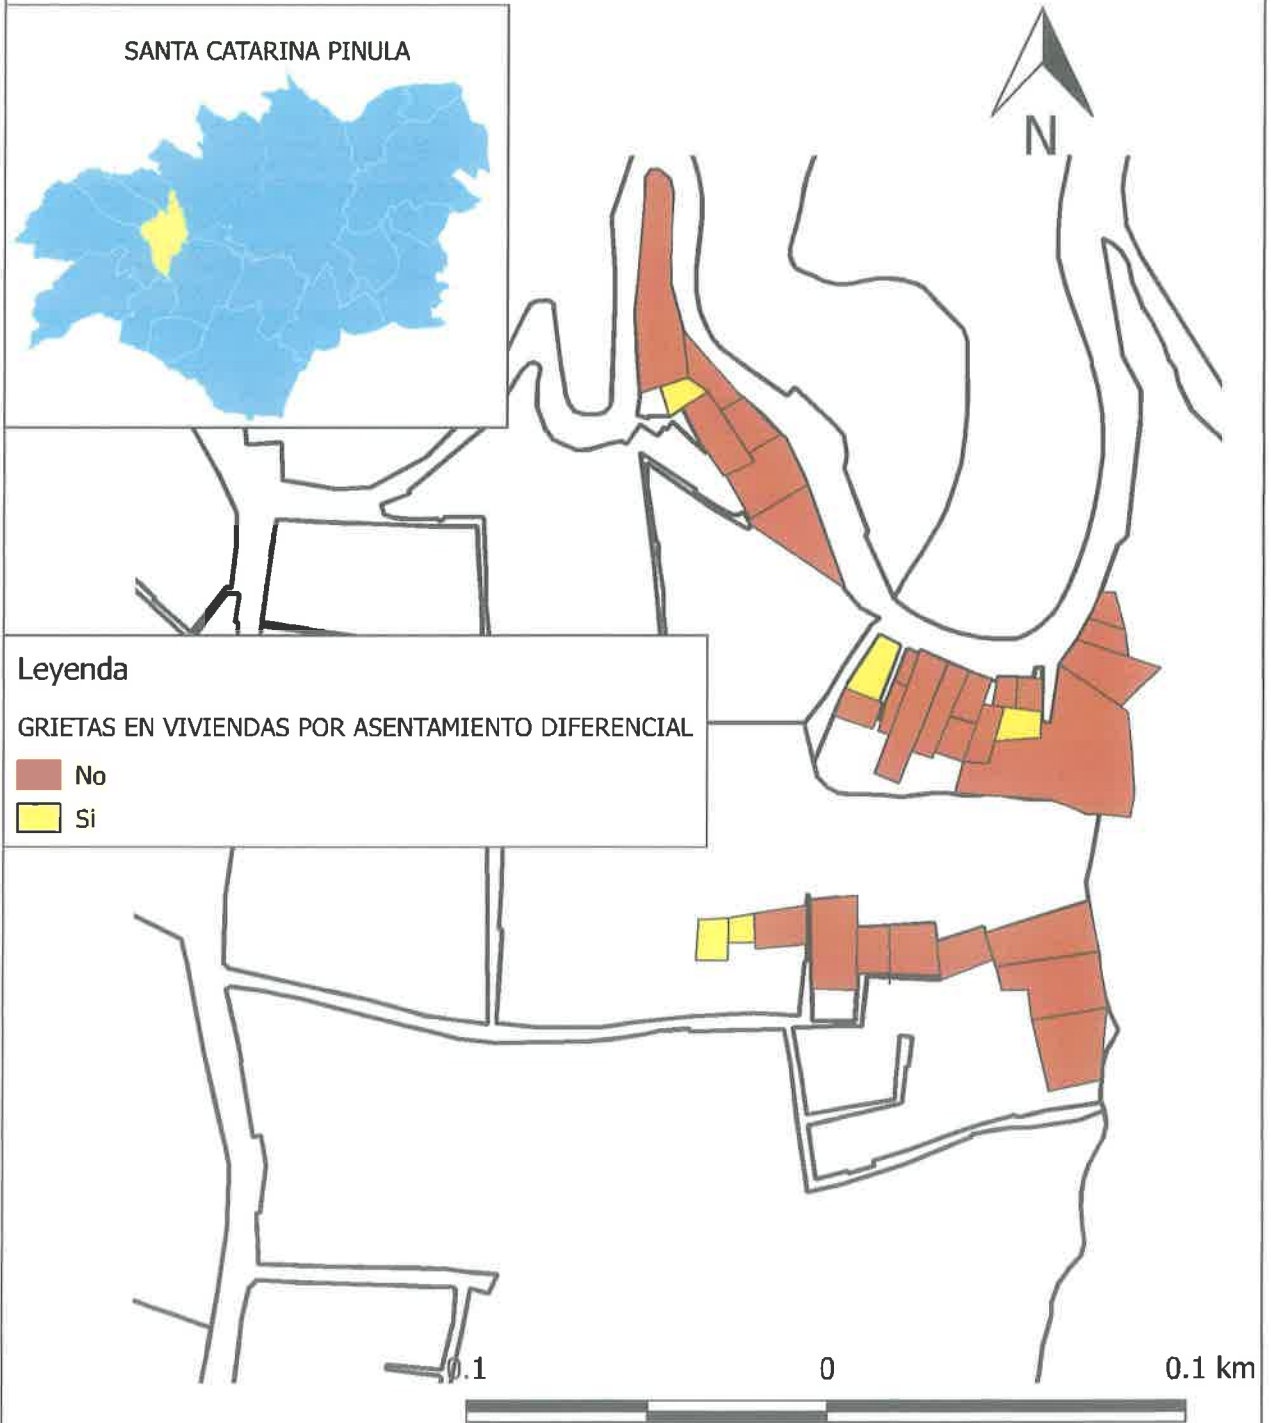 SANTA CATARINA PINULA
N
Leyenda
GRIETAS EN VIVIENDAS POR ASENTAMIENTO DIFERENCIAL
No
Si
0.1 0 0.1 km